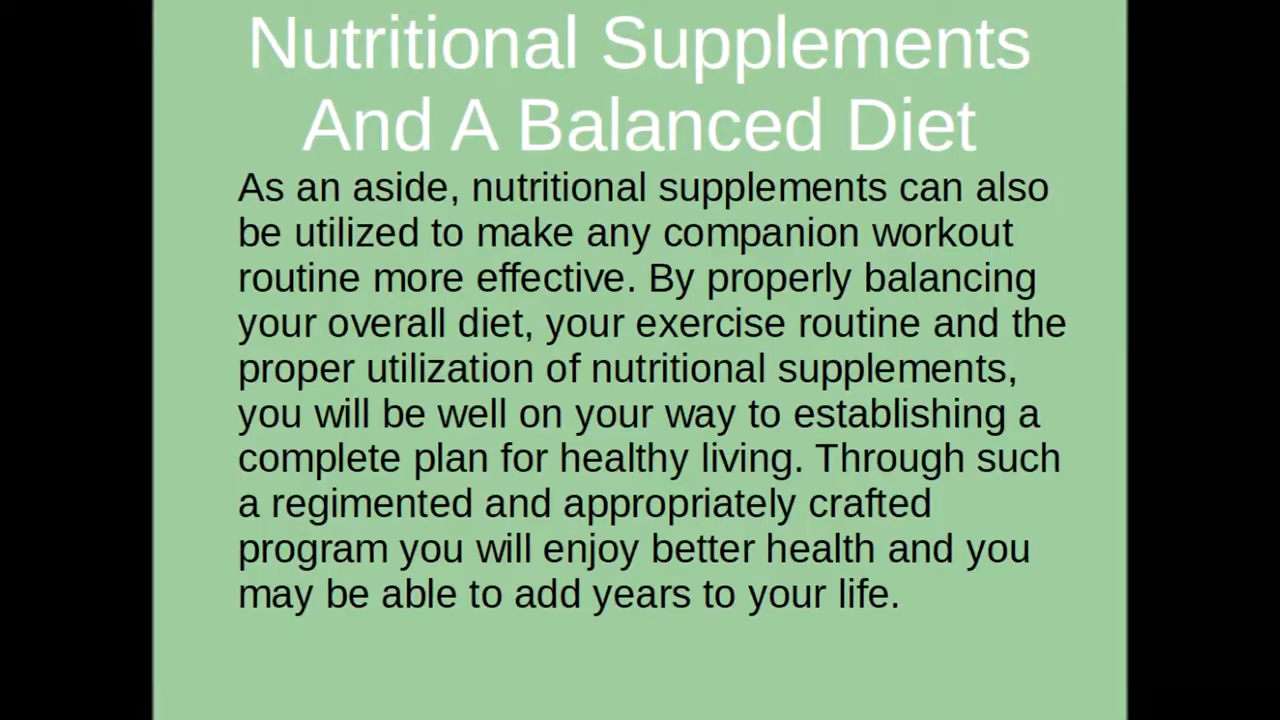 Nutritional Supplements
And A Balanced Diet
As an aside, nutritional supplements can also
be utilized to make any companion workout
routine more effective. By properly balancing
your overall diet, your exercise routine and the
proper utilization of nutritional supplements,
you will be well on your way to establishing a
complete plan for healthy living. Through such
a regimented and appropriately crafted
program you will enjoy better health and you
may be able to add years to your life.